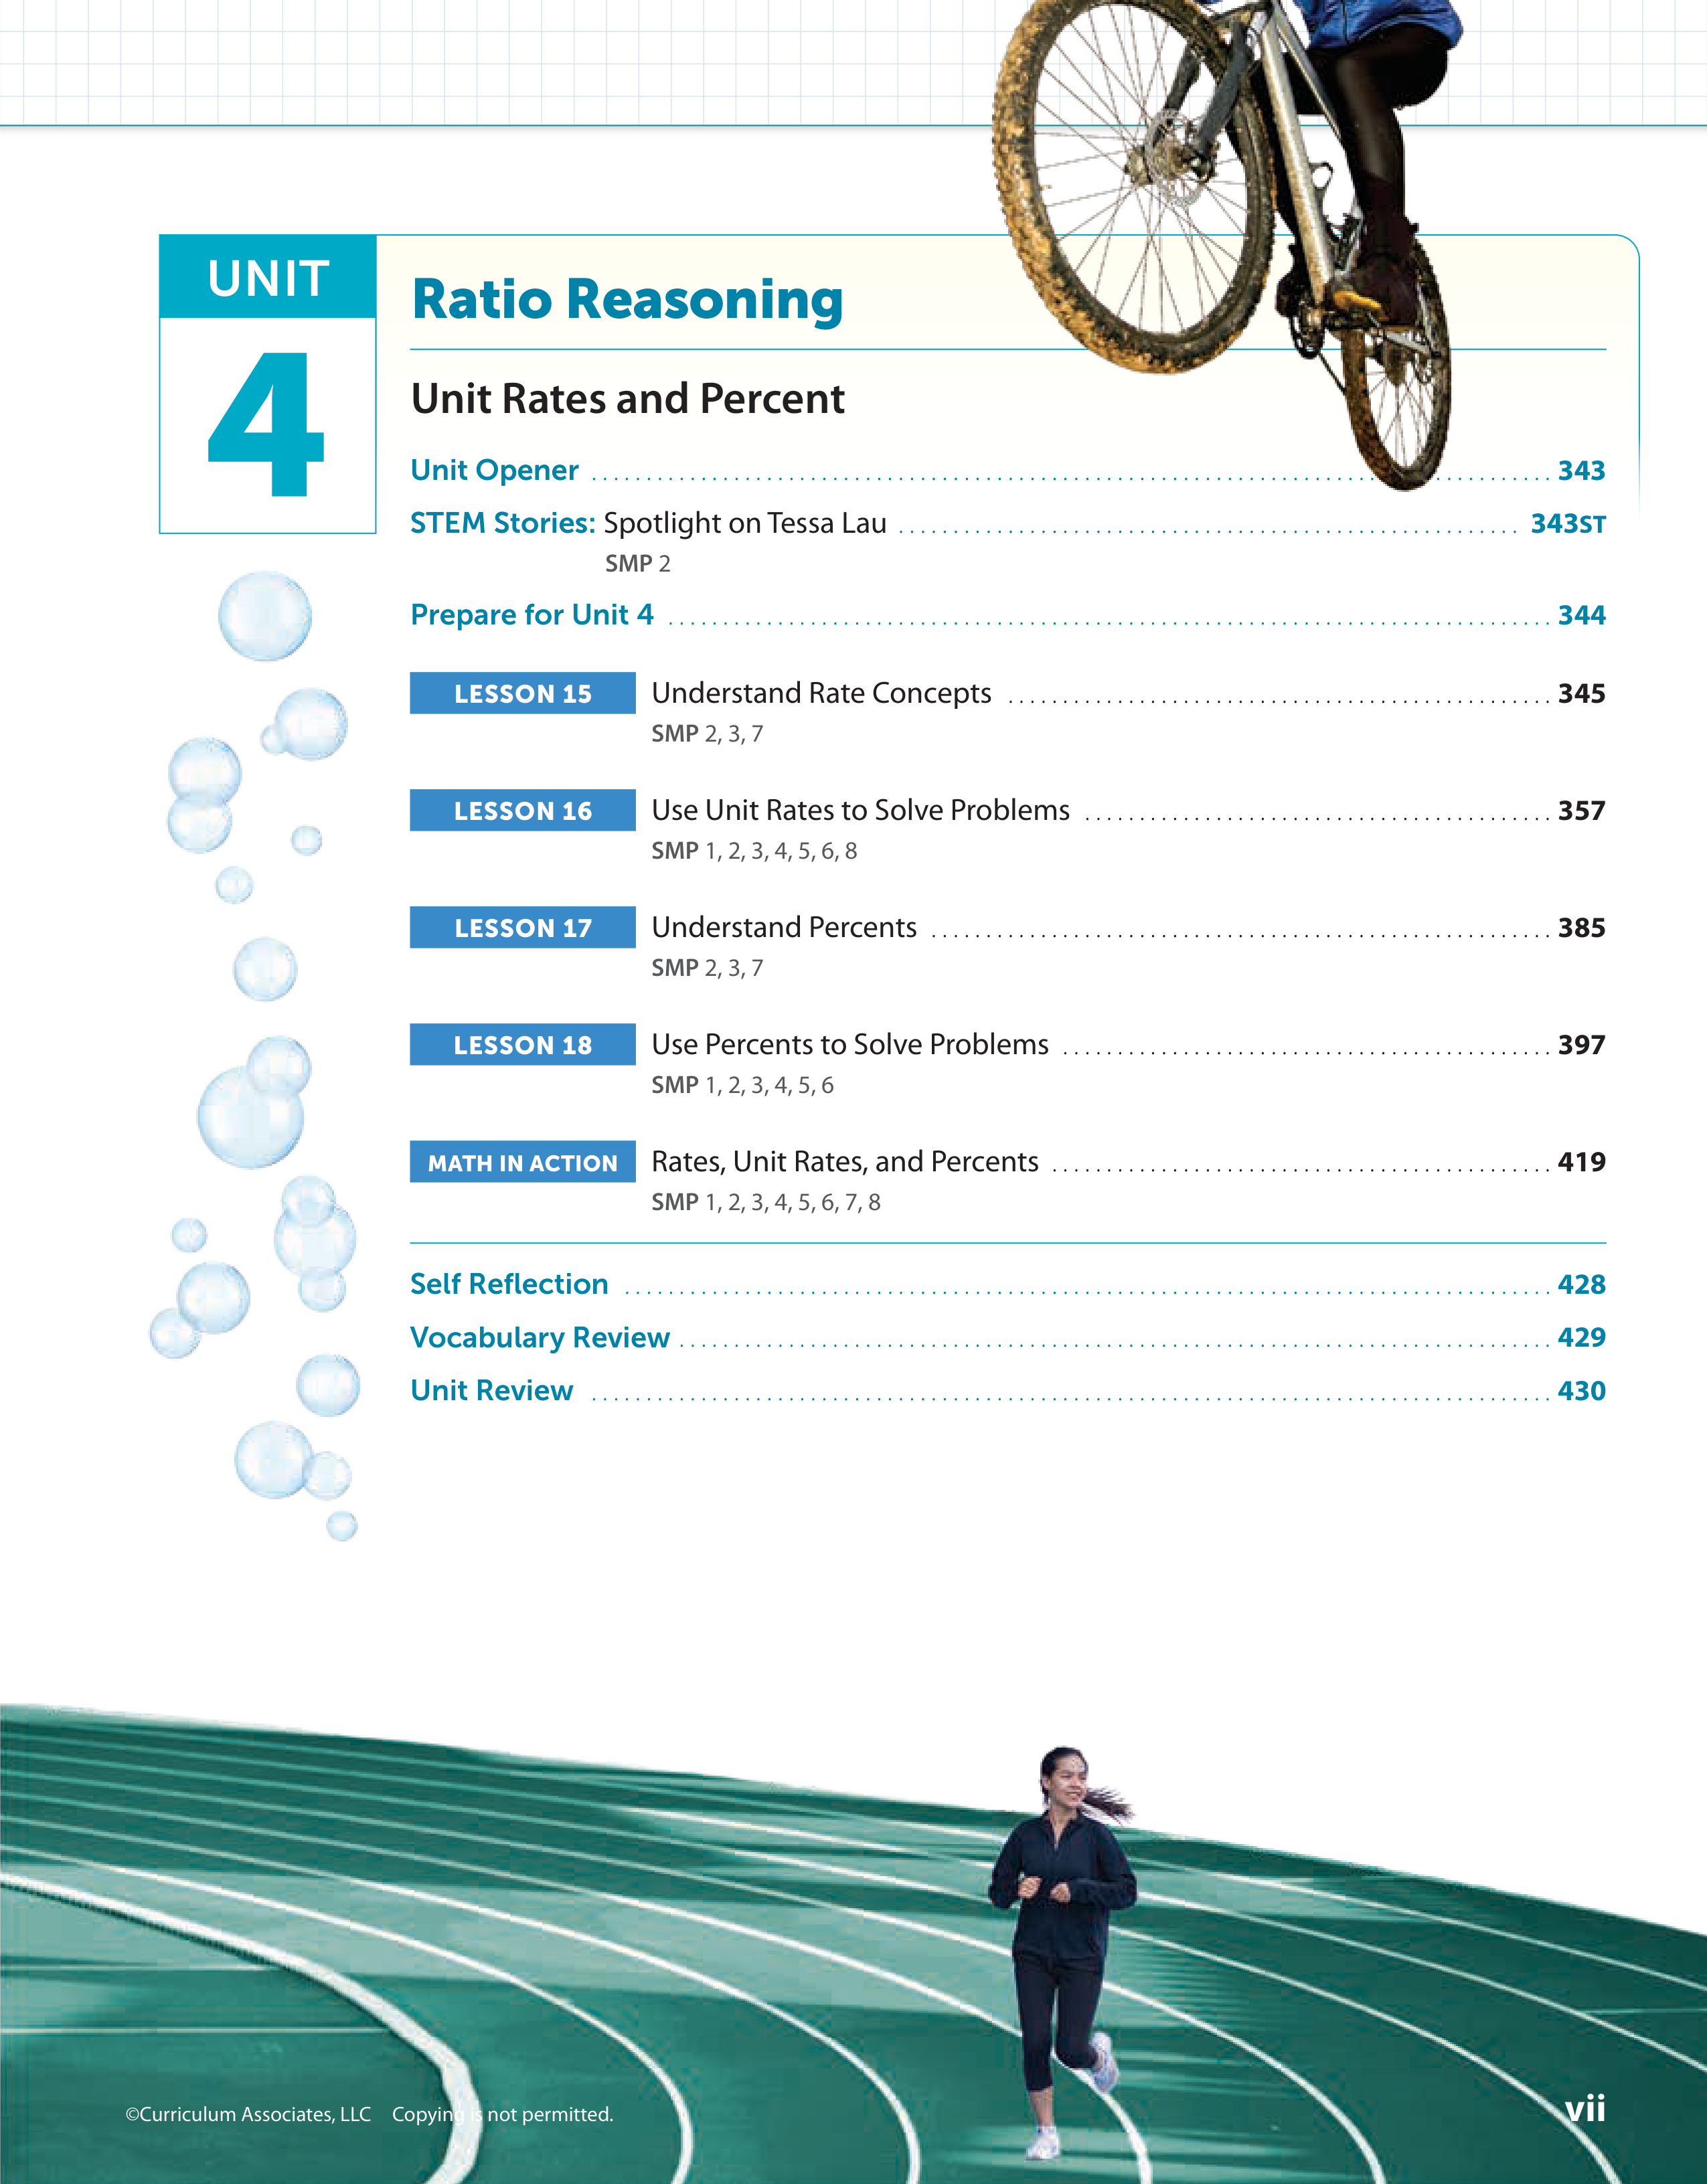 UNIT
4
Ratio Reasoning
Unit Rates and Percent
Unit Opener 343
STEM Stories: Spotlight on Tessa Lau 343ST
SMP 2
Prepare for Unit 4 344
LESSON 15 Understand Rate Concepts 345
SMP 2, 3, 7
LESSON 16 Use Unit Rates to Solve Problems 357
SMP 1, 2, 3, 4, 5, 6, 8
LESSON 17 Understand Percents 385
SMP 2, 3, 7
LESSON 18 Use Percents to Solve Problems 397
SMP 1, 2, 3, 4, 5, 6
MATH IN ACTION Rates, Unit Rates, and Percents 419
SMP 1, 2, 3, 4, 5, 6, 7, 8
Self Reflection 428
Vocabulary Review 429
Unit Review 430
©Curriculum Associates, LLC Copying is not permitted.
vii